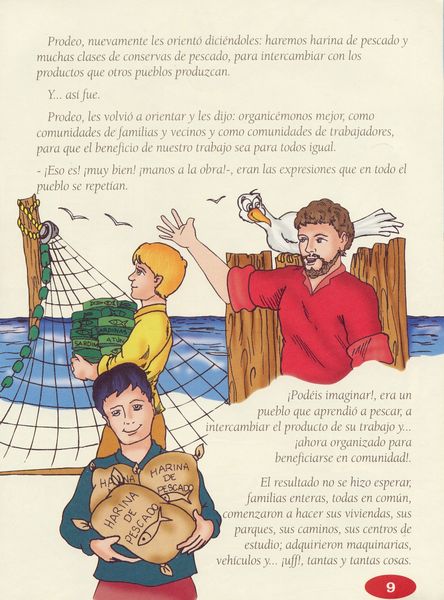 Prodeo, nuevamente les orientó diciéndoles: haremos harina de pescado y
muchas clases de conservas de pescado, para intercambiar con los
productos que otros pueblos produzcan.
Y... así fue.
Prodeo, les volvió a orientar y les dijo: organicémonos mejor, como
comunidades de familias y vecinos y como comunidades de trabajadores,
para que el beneficio de nuestro trabajo sea para todos igual.
- ¡Eso es! ¡muy bien! ¡manos a la obra!-, eran las expresiones que en todo el
pueblo se repetían.
SARDINAS
SARDIN
ATÚN
¡Podéis imaginar!, era un
pueblo que aprendió a pescar, a
intercambiar el producto de su trabajo y...
¡ahora organizado para
beneficiarse en comunidad!.
HARINA
HARINA
DE
PESCADO
HARINA
DE
PESCADO
El resultado no se hizo esperar,
familias enteras, todas en común,
comenzaron a hacer sus viviendas, sus
parques, sus caminos, sus centros de
estudio; adquirieron maquinarias,
vehículos y... ¡uff!, tantas y tantas cosas.
9